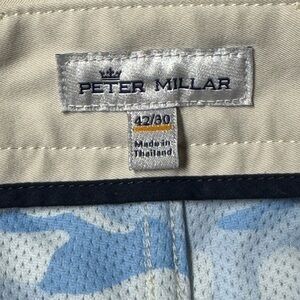 PETER MILLAR
42/30
Made in
Thailand